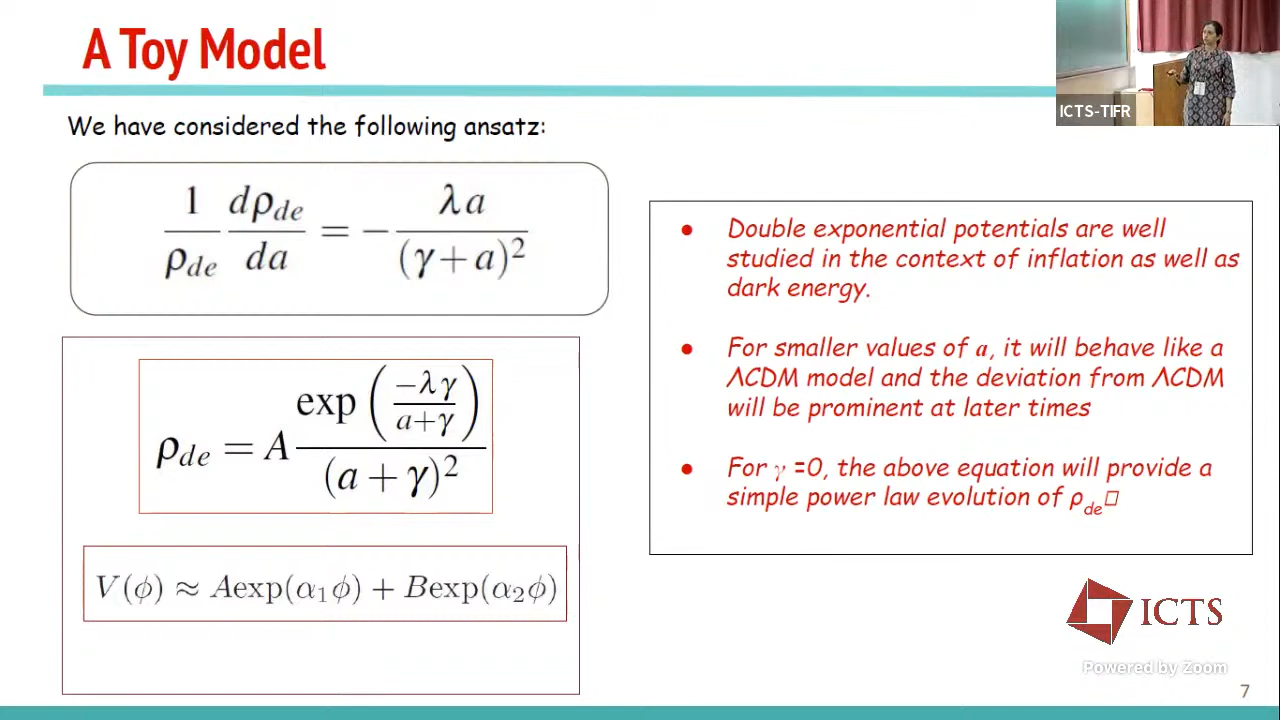 A Toy Model
ICTS-TIFR
We have considered the following ansatz:
1/ρ_de dρ_de/da = − λa/(γ+a)²
ρ_de = A exp(−λγ/(a+γ))/(a+γ)²
V(ϕ) ≈ Aexp(α₁ϕ) + Bexp(α₂ϕ)
● Double exponential potentials are well
studied in the context of inflation as well as
dark energy.
● For smaller values of a, it will behave like a
ΛCDM model and the deviation from ΛCDM
will be prominent at later times
● For γ =0, the above equation will provide a
simple power law evolution of ρ_de
ICTS
Powered by Zoom
7